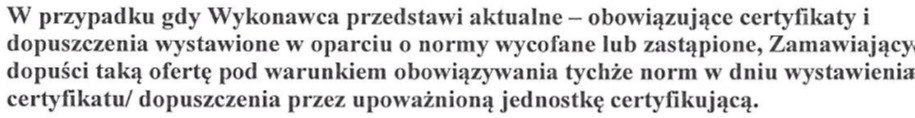 W przypadku gdy Wykonawca przedstawi aktualne – obowiązujące certyfikaty i
dopuszczenia wystawione w oparciu o normy wycofane lub zastąpione, Zamawiający
dopuści taką ofertę pod warunkiem obowiązywania tychże norm w dniu wystawienia
certyfikatu/ dopuszczenia przez upoważnioną jednostkę certyfikującą.